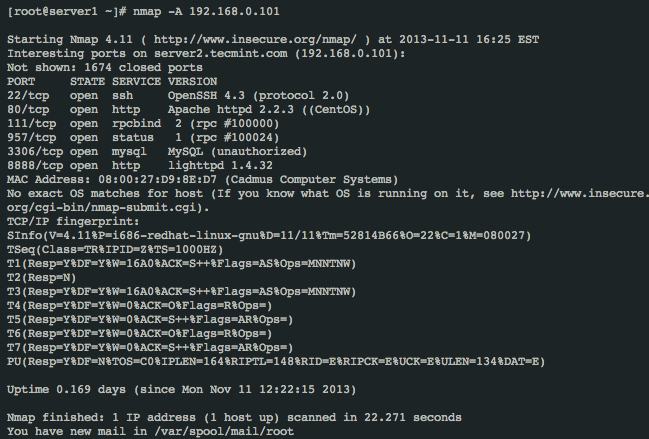 [root@server1 ~]# nmap -A 192.168.0.101
Starting Nmap 4.11 ( http://www.insecure.org/nmap/ ) at 2013-11-11 16:25 EST
Interesting ports on server2.tecmint.com (192.168.0.101):
Not shown: 1674 closed ports
PORT     STATE SERVICE VERSION
22/tcp   open  ssh     OpenSSH 4.3 (protocol 2.0)
80/tcp   open  http    Apache httpd 2.2.3 ((CentOS))
111/tcp  open  rpcbind  2 (rpc #100000)
957/tcp  open  status   1 (rpc #100024)
3306/tcp open  mysql   MySQL (unauthorized)
8888/tcp open  http    lighttpd 1.4.32
MAC Address: 08:00:27:D9:8E:D7 (Cadmus Computer Systems)
No exact OS matches for host (If you know what OS is running on it, see http://www.insecure.
org/cgi-bin/nmap-submit.cgi).
TCP/IP fingerprint:
SInfo(V=4.11%P=i686-redhat-linux-gnu%D=11/11%Tm=52814B66%O=22%C=1%M=080027)
TSeq(Class=TR%IPID=Z%TS=1000HZ)
T1(Resp=Y%DF=Y%W=16A0%ACK=S++%Flags=AS%Ops=MNNTNW)
T2(Resp=N)
T3(Resp=Y%DF=Y%W=16A0%ACK=S++%Flags=AS%Ops=MNNTNW)
T4(Resp=Y%DF=Y%W=0%ACK=O%Flags=R%Ops=)
T5(Resp=Y%DF=Y%W=0%ACK=S++%Flags=AR%Ops=)
T6(Resp=Y%DF=Y%W=0%ACK=O%Flags=R%Ops=)
T7(Resp=Y%DF=Y%W=0%ACK=S++%Flags=AR%Ops=)
PU(Resp=Y%DF=N%TOS=C0%IPLEN=164%RIPTL=148%RID=E%RIPCK=E%UCK=E%ULEN=134%DAT=E)
Uptime 0.169 days (since Mon Nov 11 12:22:15 2013)
Nmap finished: 1 IP address (1 host up) scanned in 22.271 seconds
You have new mail in /var/spool/mail/root